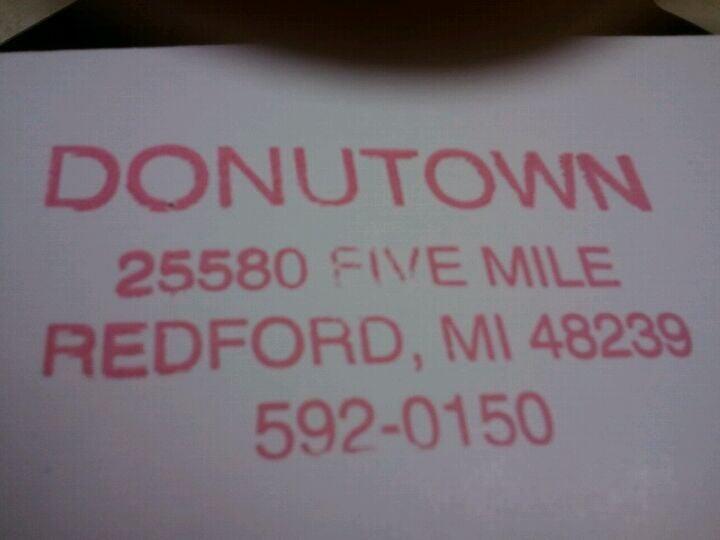 DONUTOWN
25580 FIVE MILE
REDFORD, MI 48239
592-0150